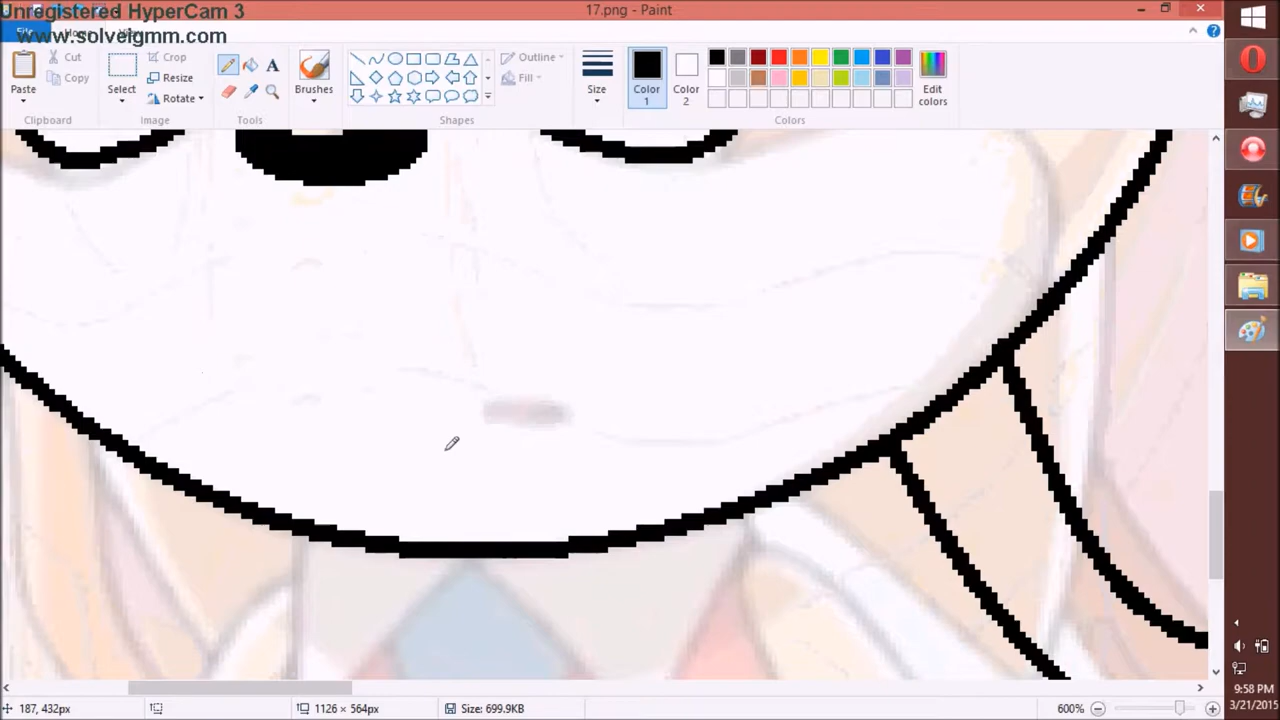 Unregistered HyperCam 3
www.solveigmm.com
17.png - Paint
Paste
Cut
Copy
Clipboard
Select
Crop
Resize
Rotate
Image
A
Tools
Brushes
Outline
Fill
Shapes
Size
Color 1
Color 2
Edit colors
Colors
187, 432px
1126 × 564px
Size: 699.9KB
600%
9:58 PM
3/21/2015